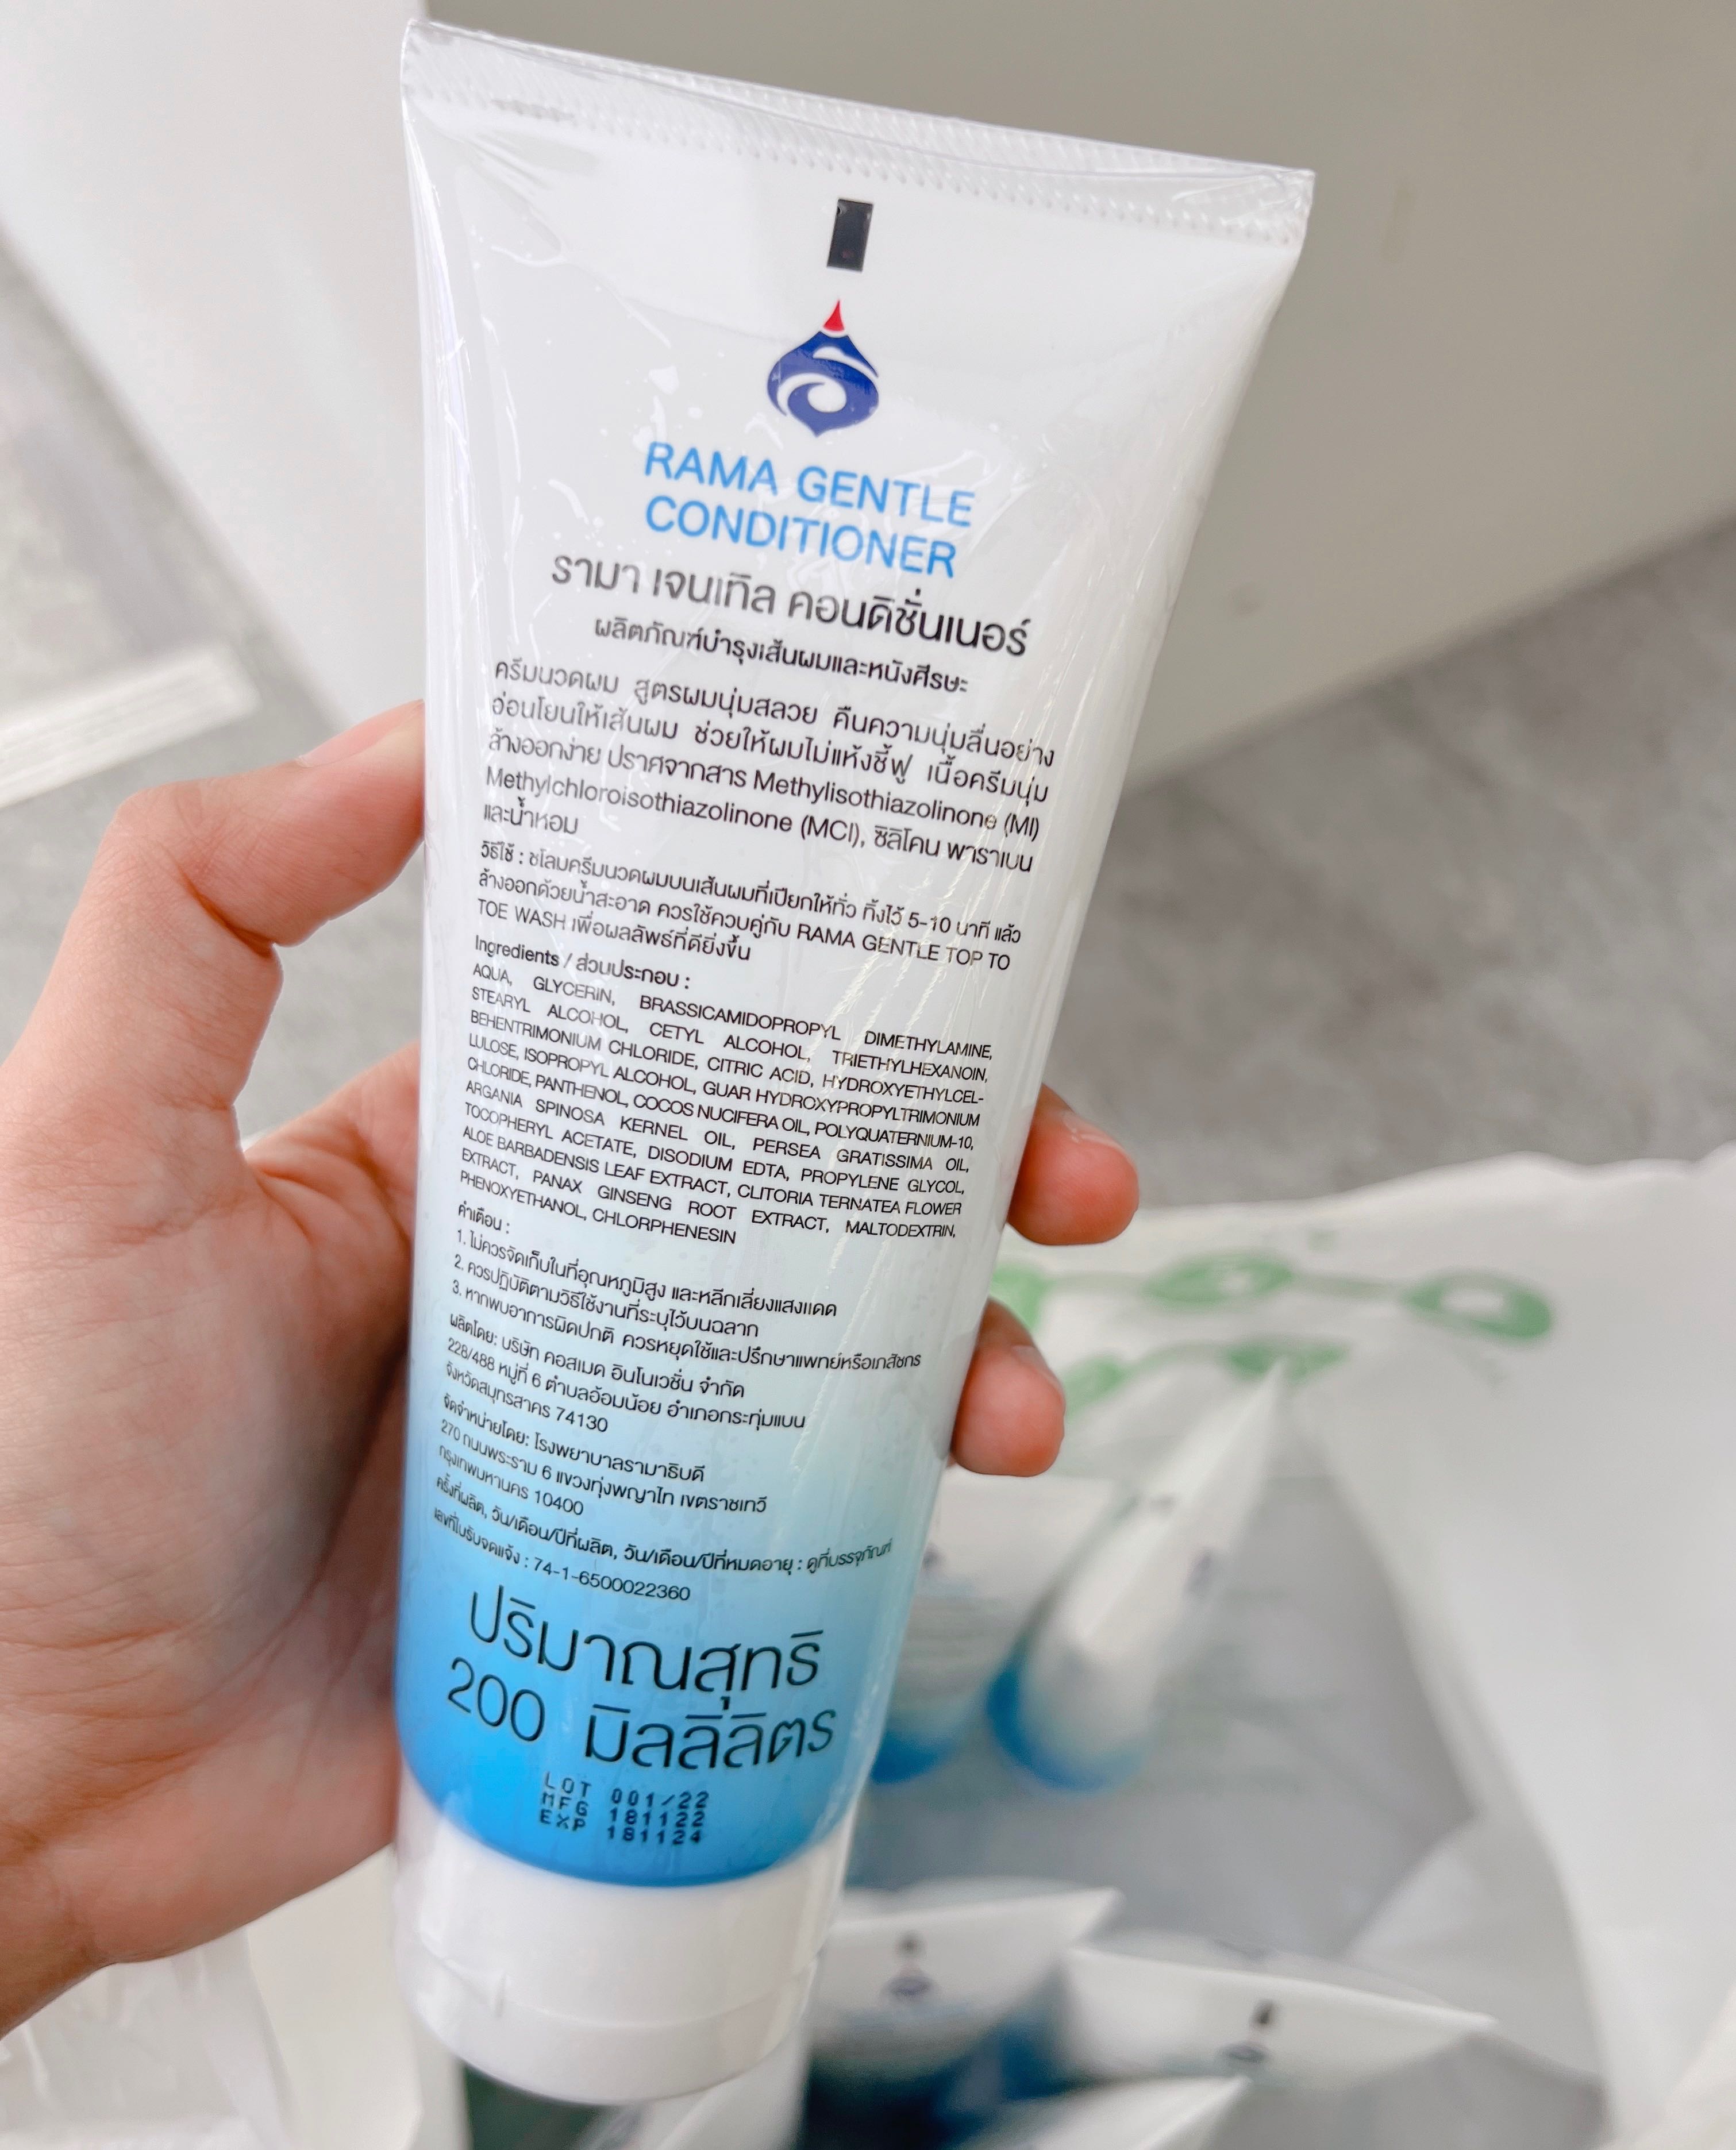 RAMA GENTLE
CONDITIONER
รามา เจนเทิล คอนดิชั่นเนอร์
ผลิตภัณฑ์บำรุงเส้นผมและหนังศีรษะ
ครีมนวดผม สูตรผมนุ่มสลวย คืนความนุ่มลื่นอย่าง
อ่อนโยนให้เส้นผม ช่วยให้ผมไม่แห้งชี้ฟู เนื้อครีมนุ่ม
ล้างออกง่าย ปราศจากสาร Methylisothiazolinone (MI)
Methylchloroisothiazolinone (MCI), ซิลิโคน พาราเบน
และน้ำหอม
วิธีใช้ : ชโลมครีมนวดผมบนเส้นผมที่เปียกให้ทั่ว ทิ้งไว้ 5-10 นาที แล้ว
ล้างออกด้วยน้ำสะอาด ควรใช้ควบคู่กับ RAMA GENTLE TOP TO
TOE WASH เพื่อผลลัพธ์ที่ดียิ่งขึ้น
Ingredients / ส่วนประกอบ :
AQUA, GLYCERIN, BRASSICAMIDOPROPYL DIMETHYLAMINE,
STEARYL ALCOHOL, CETYL ALCOHOL, TRIETHYLHEXANOIN,
BEHENTRIMONIUM CHLORIDE, CITRIC ACID, HYDROXYETHYLCEL-
LULOSE, ISOPROPYL ALCOHOL, GUAR HYDROXYPROPYLTRIMONIUM
CHLORIDE, PANTHENOL, COCOS NUCIFERA OIL, POLYQUATERNIUM-10,
ARGANIA SPINOSA KERNEL OIL, PERSEA GRATISSIMA OIL,
TOCOPHERYL ACETATE, DISODIUM EDTA, PROPYLENE GLYCOL,
ALOE BARBADENSIS LEAF EXTRACT, CLITORIA TERNATEA FLOWER
EXTRACT, PANAX GINSENG ROOT EXTRACT, MALTODEXTRIN,
PHENOXYETHANOL, CHLORPHENESIN
คำเตือน :
1. ไม่ควรจัดเก็บในที่อุณหภูมิสูง และหลีกเลี่ยงแสงแดด
2. ควรปฏิบัติตามวิธีใช้งานที่ระบุไว้บนฉลาก
3. หากพบอาการผิดปกติ ควรหยุดใช้และปรึกษาแพทย์หรือเภสัชกร
ผลิตโดย: บริษัท คอสเมด อินโนเวชั่น จำกัด
228/488 หมู่ที่ 6 ตำบลอ้อมน้อย อำเภอกระทุ่มแบน
จังหวัดสมุทรสาคร 74130
จัดจำหน่ายโดย: โรงพยาบาลรามาธิบดี
270 ถนนพระราม 6 แขวงทุ่งพญาไท เขตราชเทวี
กรุงเทพมหานคร 10400
ครั้งที่ผลิต, วัน/เดือน/ปีที่ผลิต, วัน/เดือน/ปีที่หมดอายุ : ดูที่บรรจุภัณฑ์
เลขที่ใบรับจดแจ้ง : 74-1-6500022360
ปริมาณสุทธิ
200 มิลลิลิตร
LOT 001/22
MFG 181122
EXP 181124